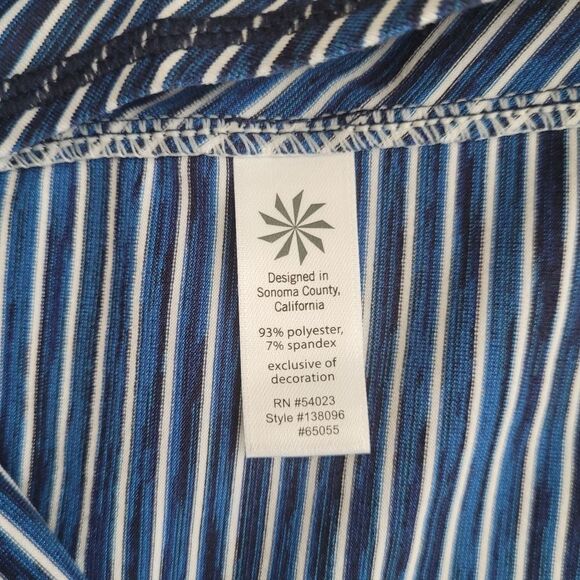 Designed in
Sonoma County,
California
93% polyester,
7% spandex
exclusive of
decoration
RN #54023
Style #138096
#65055